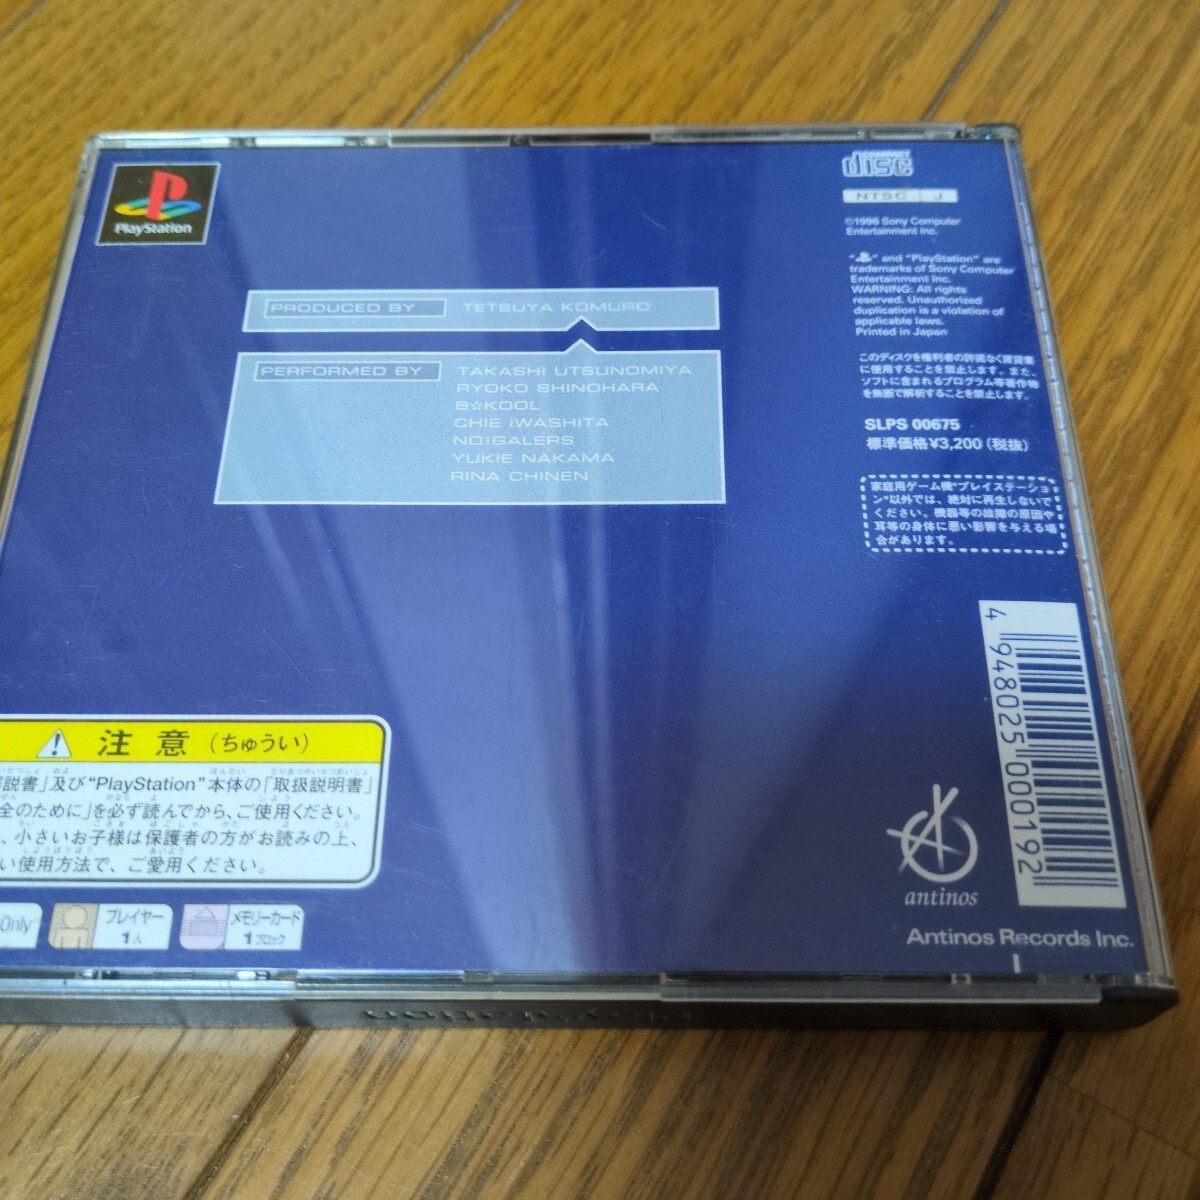 PlayStation
COMPACT
disc
NTSC J
©1996 Sony Computer
Entertainment Inc.
" " and "PlayStation" are
trademarks of Sony Computer
Entertainment Inc.
WARNING: All rights
reserved. Unauthorized
duplication is a violation of
applicable laws.
Printed in Japan
このディスクを権利者の許諾なく賃貸業
に使用することを禁止します。また、
ソフトに含まれるプログラム等著作物
を無断で解析することを禁止します。
SLPS 00675
標準価格¥3,200(税抜)
家庭用ゲーム機"プレイステーショ
ン"以外では、絶対に再生しないで
ください。機器等の故障の原因や
耳等の身体に悪い影響を与える場
合があります。
PRODUCED BY TETSUYA KOMURO
PERFORMED BY TAKASHI UTSUNOMIYA
RYOKO SHINOHARA
B☆KOOL
CHIE IWASHITA
NO!GALERS
YUKIE NAKAMA
RINA CHINEN
4 948025 000192
antinos
Antinos Records Inc.
注意(ちゅうい)
説書」及び"PlayStation"本体の「取扱説明書」
全のために」を必ず読んでから、ご使用ください。
、小さいお子様は保護者の方がお読みの上、
い使用方法で、ご愛用ください。
Only
プレイヤー
1人
メモリーカード
1ブロック